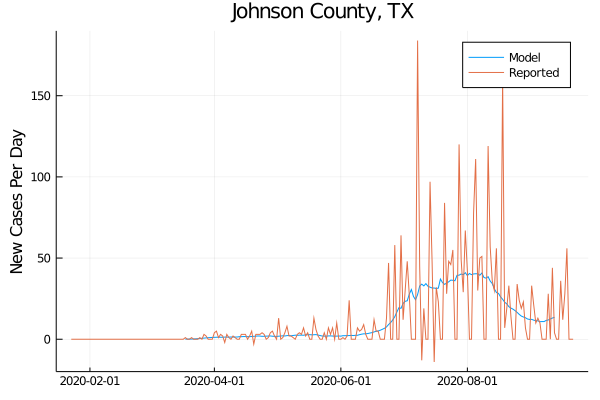 Johnson County, TX
Model
Reported
New Cases Per Day
150
100
50
0
2020-02-01
2020-04-01
2020-06-01
2020-08-01